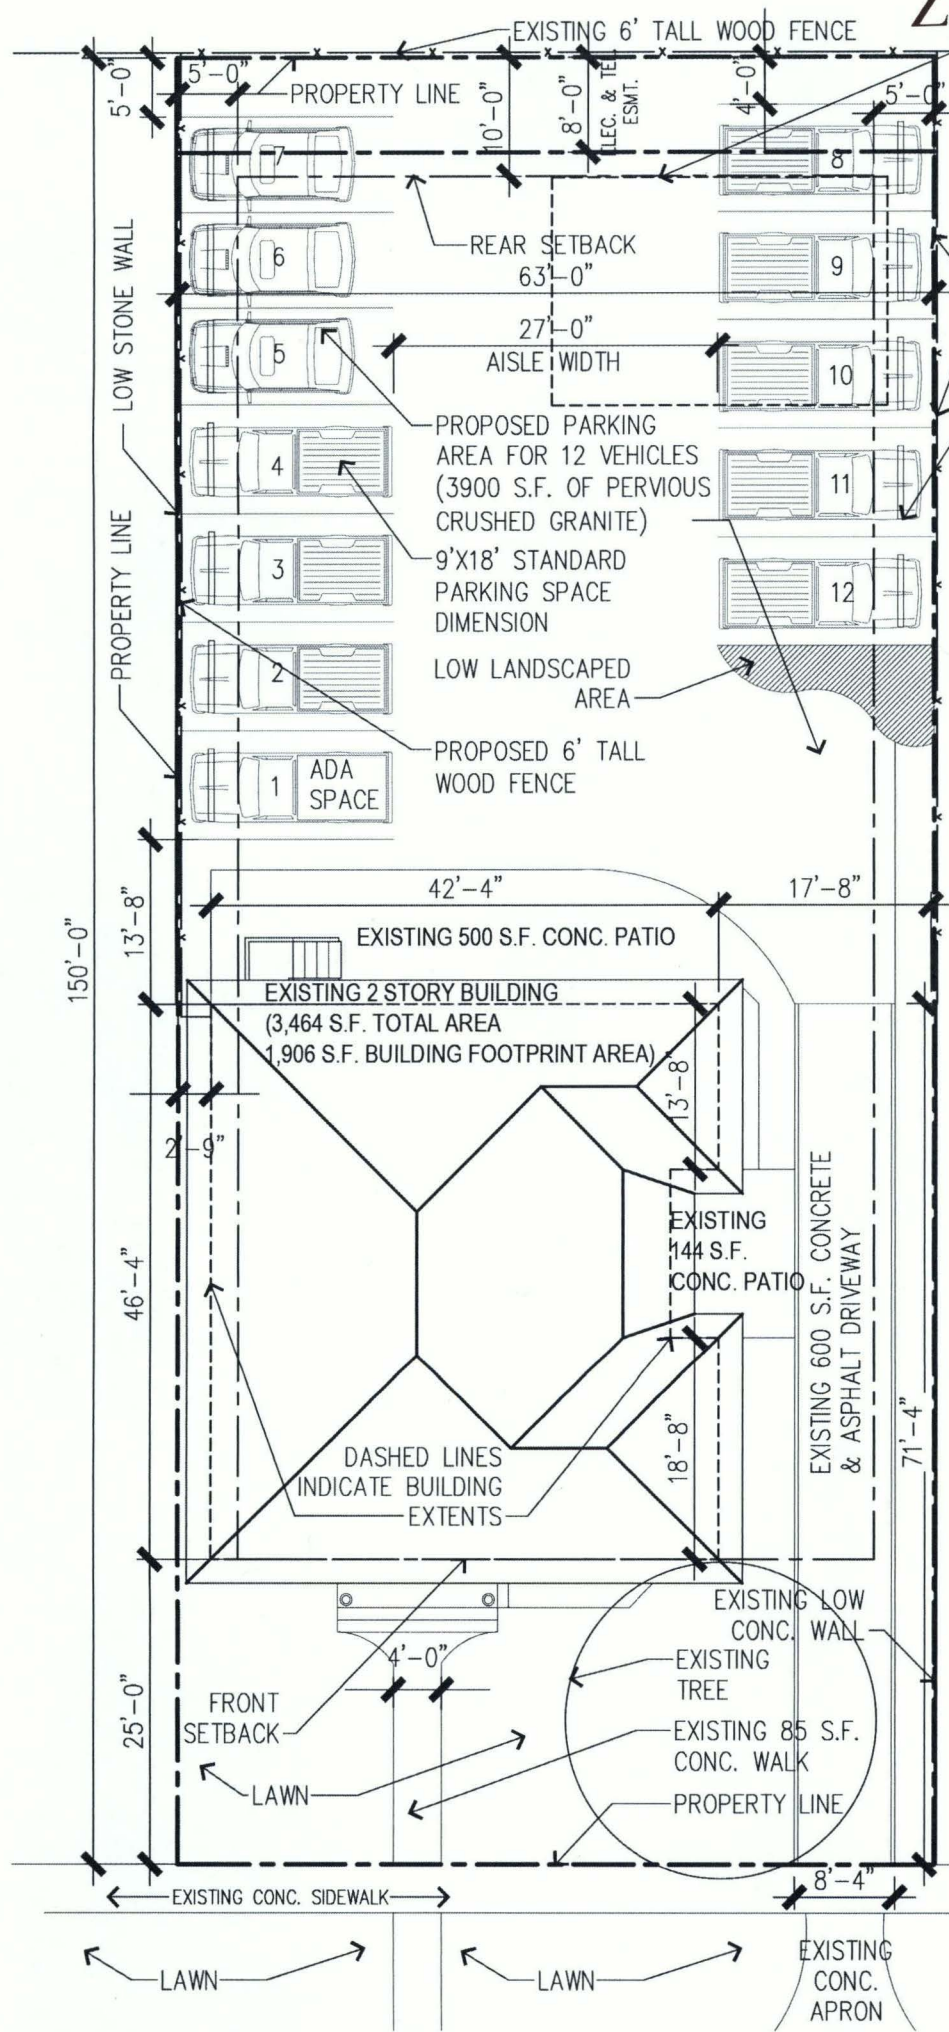 EXISTING 6' TALL WOOD FENCE
5'-0"
5'-0"
PROPERTY LINE
10'-0"
8'-0"
ELEC. & TEL.
ESMT.
4'-0"
5'-0"
7
8
LOW STONE WALL
REAR SETBACK
6
9
63'-0"
27'-0"
AISLE WIDTH
5
10
PROPOSED PARKING
AREA FOR 12 VEHICLES
(3900 S.F. OF PERVIOUS
CRUSHED GRANITE)
4
11
9'X18' STANDARD
PARKING SPACE
DIMENSION
3
12
PROPERTY LINE
LOW LANDSCAPED
AREA
2
PROPOSED 6' TALL
WOOD FENCE
1
ADA
SPACE
150'-0"
13'-8"
42'-4"
17'-8"
EXISTING 500 S.F. CONC. PATIO
EXISTING 2 STORY BUILDING
(3,464 S.F. TOTAL AREA
1,906 S.F. BUILDING FOOTPRINT AREA)
13'-8"
2'-9"
EXISTING
144 S.F.
CONC. PATIO
EXISTING 600 S.F. CONCRETE
& ASPHALT DRIVEWAY
46'-4"
71'-4"
18'-8"
DASHED LINES
INDICATE BUILDING
EXTENTS
EXISTING LOW
CONC. WALL
4'-0"
EXISTING
TREE
FRONT
SETBACK
25'-0"
EXISTING 85 S.F.
CONC. WALK
LAWN
PROPERTY LINE
8'-4"
EXISTING CONC. SIDEWALK
LAWN
LAWN
EXISTING
CONC.
APRON